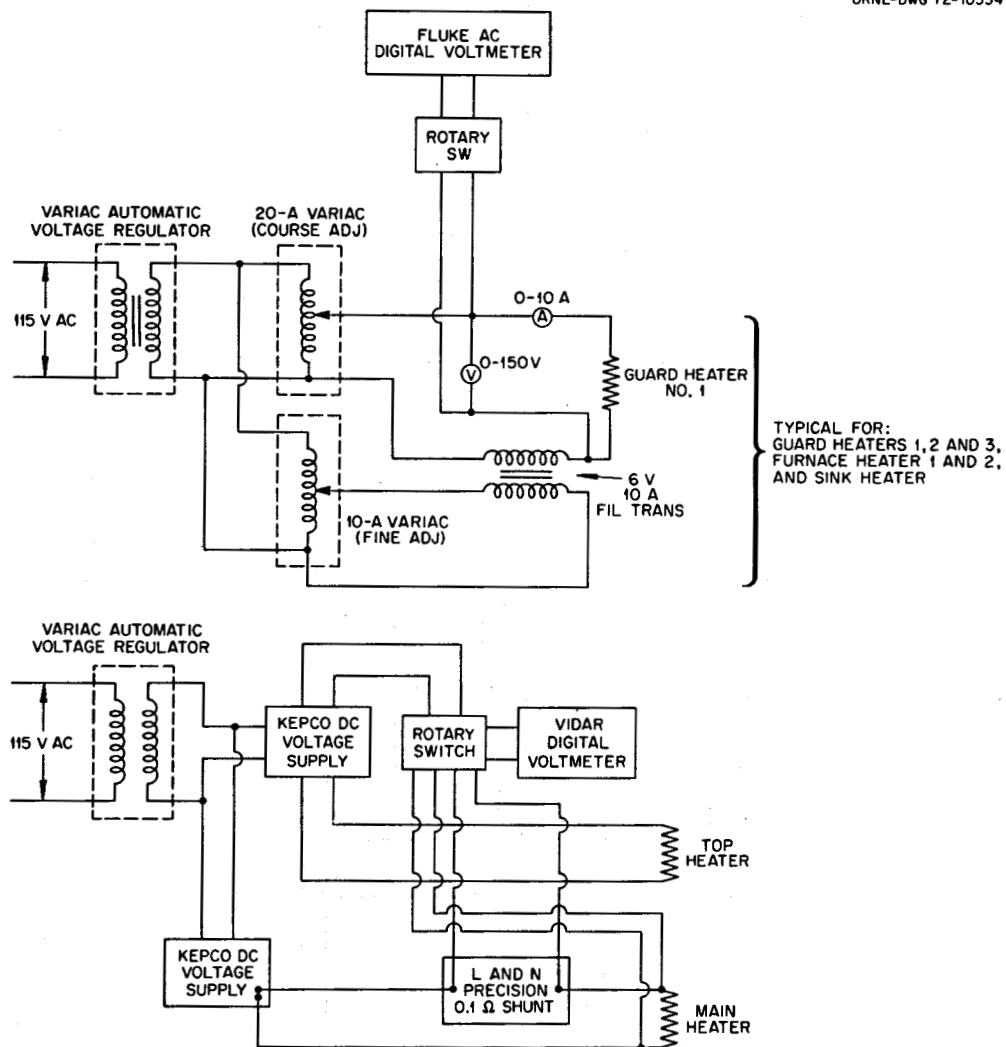 FLUKE AC
DIGITAL VOLTMETER
ROTARY
SW
VARIAC AUTOMATIC
VOLTAGE REGULATOR
20-A VARIAC
(COURSE ADJ)
115 V AC
0-10 A
A
0-150V
V
GUARD HEATER
NO. 1
TYPICAL FOR:
GUARD HEATERS 1, 2 AND 3,
FURNACE HEATER 1 AND 2,
AND SINK HEATER
6 V
10 A
FIL TRANS
10-A VARIAC
(FINE ADJ)
VARIAC AUTOMATIC
VOLTAGE REGULATOR
115 V AC
KEPCO DC
VOLTAGE
SUPPLY
ROTARY
SWITCH
VIDAR
DIGITAL
VOLTMETER
TOP
HEATER
KEPCO DC
VOLTAGE
SUPPLY
L AND N
PRECISION
0.1 Ω SHUNT
MAIN
HEATER